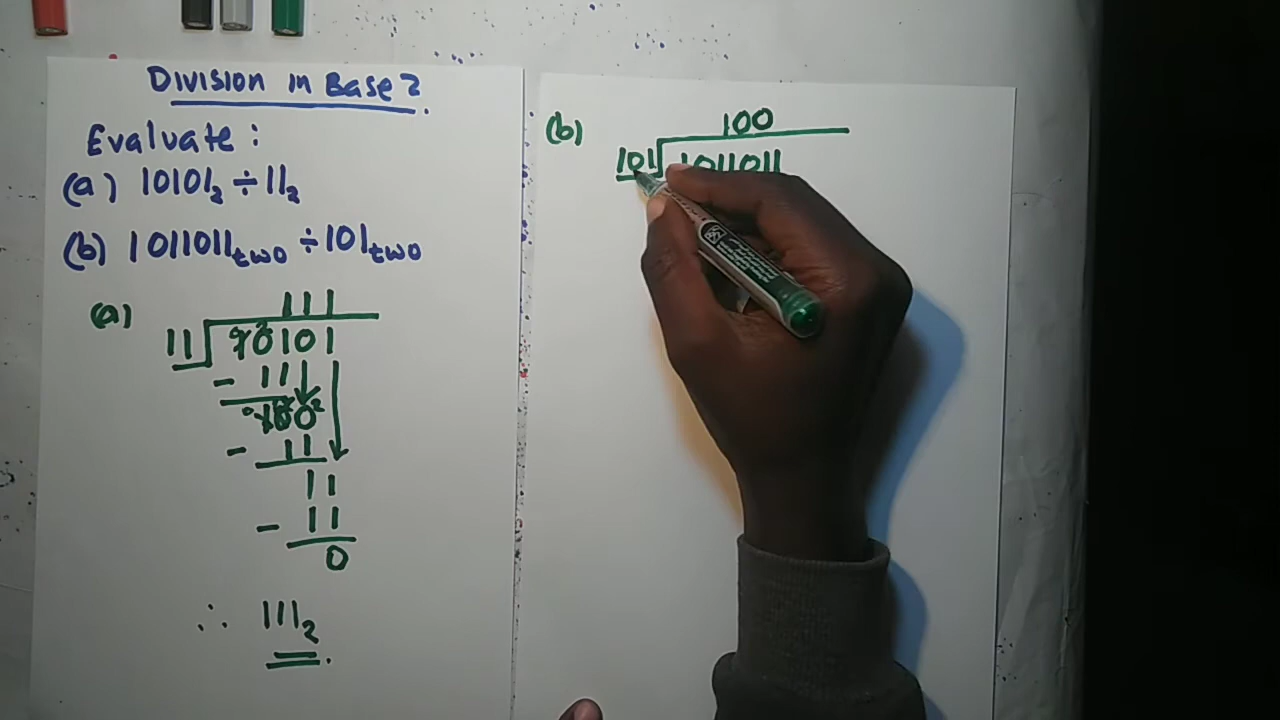 Division in Base 2.
Evaluate:
(a) 10101₂ ÷ 11₂
(b) 1011011two ÷ 101two
(a) 111
11 10101
- 11
100
- 11
11
- 11
0
∴ 111₂.
(b) 100
101 1011011